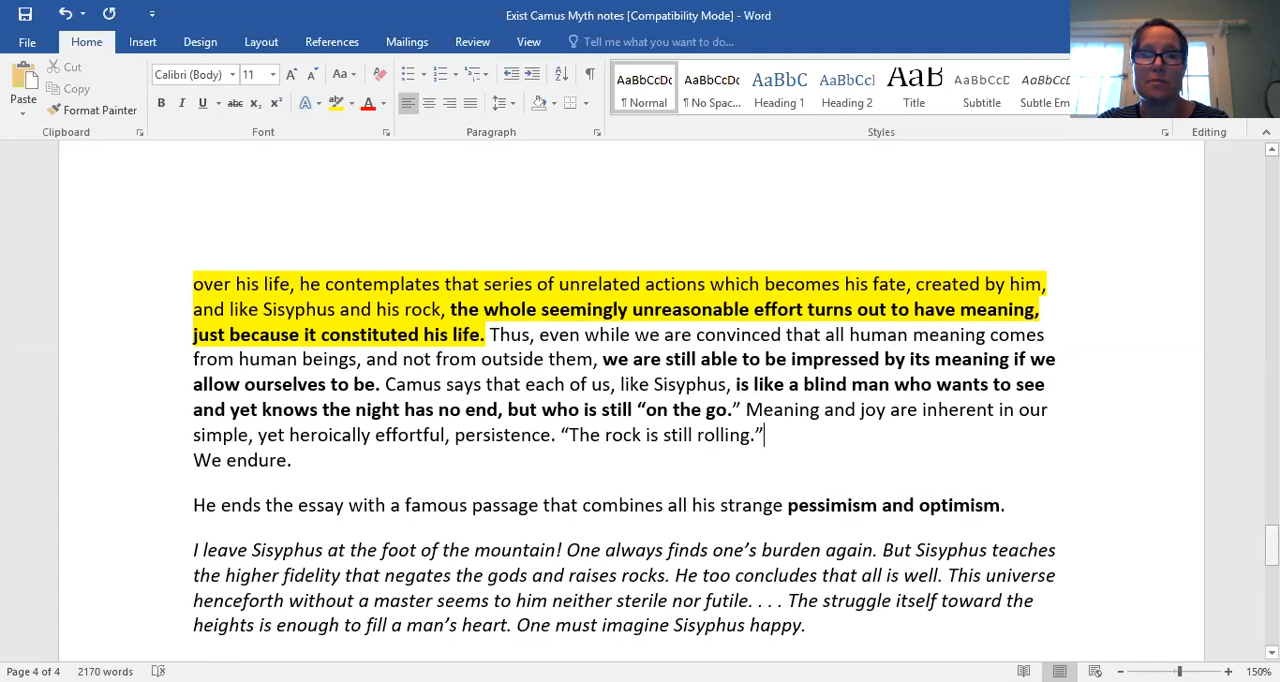 Exist Camus Myth notes [Compatibility Mode] - Word
File Home Insert Design Layout References Mailings Review View Tell me what you want to do...
Paste
Cut
Copy
Format Painter
Clipboard
Calibri (Body) 11
Font
Paragraph
AaBbCcDc AaBbCcDc AaBbC AaBbCcl AaB AaBbCcD AaBbCcD
¶ Normal ¶ No Spac... Heading 1 Heading 2 Title Subtitle Subtle Em...
Styles
Editing
over his life, he contemplates that series of unrelated actions which becomes his fate, created by him,
and like Sisyphus and his rock, the whole seemingly unreasonable effort turns out to have meaning,
just because it constituted his life. Thus, even while we are convinced that all human meaning comes
from human beings, and not from outside them, we are still able to be impressed by its meaning if we
allow ourselves to be. Camus says that each of us, like Sisyphus, is like a blind man who wants to see
and yet knows the night has no end, but who is still “on the go.” Meaning and joy are inherent in our
simple, yet heroically effortful, persistence. “The rock is still rolling.”
We endure.
He ends the essay with a famous passage that combines all his strange pessimism and optimism.
I leave Sisyphus at the foot of the mountain! One always finds one’s burden again. But Sisyphus teaches
the higher fidelity that negates the gods and raises rocks. He too concludes that all is well. This universe
henceforth without a master seems to him neither sterile nor futile. . . . The struggle itself toward the
heights is enough to fill a man’s heart. One must imagine Sisyphus happy.
Page 4 of 4 2170 words 150%